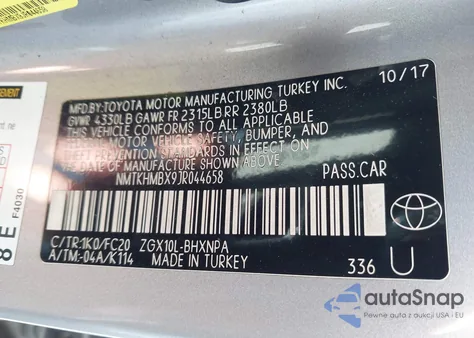 MFD.BY:TOYOTA MOTOR MANUFACTURING TURKEY INC. 10/17
GVWR 4330LB GAWR FR 2315LB RR 2380LB
THIS VEHICLE CONFORMS TO ALL APPLICABLE
FEDERAL MOTOR VEHICLE SAFETY, BUMPER, AND
THEFT PREVENTION STANDARDS IN EFFECT ON
THE DATE OF MANUFACTURE SHOWN ABOVE.
NMTKHMBX9JR044658 PASS.CAR
C/TR:1K0/FC20 ZGX10L-BHXNPA
A/TM:-04A/K114 MADE IN TURKEY 336 U
F4030
8 E
autoSnap
Pojazdy z aukcji USA i EU